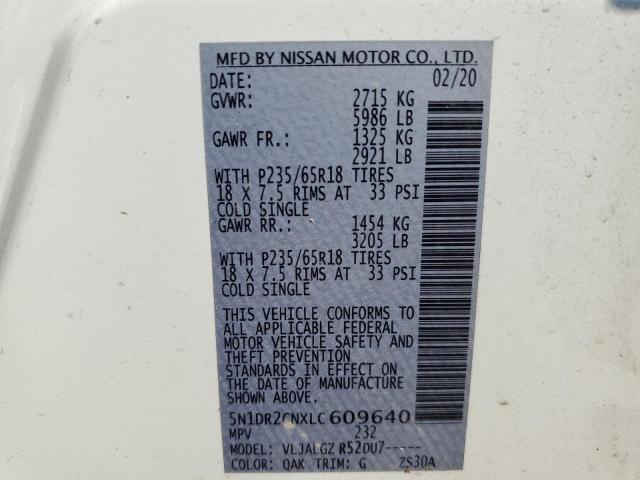 MFD BY NISSAN MOTOR CO., LTD.
DATE: 02/20
GVWR: 2715 KG
5986 LB
GAWR FR.: 1325 KG
2921 LB
WITH P235/65R18 TIRES
18 X 7.5 RIMS AT 33 PSI
COLD SINGLE
GAWR RR.: 1454 KG
3205 LB
WITH P235/65R18 TIRES
18 X 7.5 RIMS AT 33 PSI
COLD SINGLE
THIS VEHICLE CONFORMS TO
ALL APPLICABLE FEDERAL
MOTOR VEHICLE SAFETY AND
THEFT PREVENTION
STANDARDS IN EFFECT ON
THE DATE OF MANUFACTURE
SHOWN ABOVE.
5N1DR2CNXLC609640
MPV 232
MODEL: VLJALGZ R52DU7-----
COLOR: QAK TRIM: G ZS30A